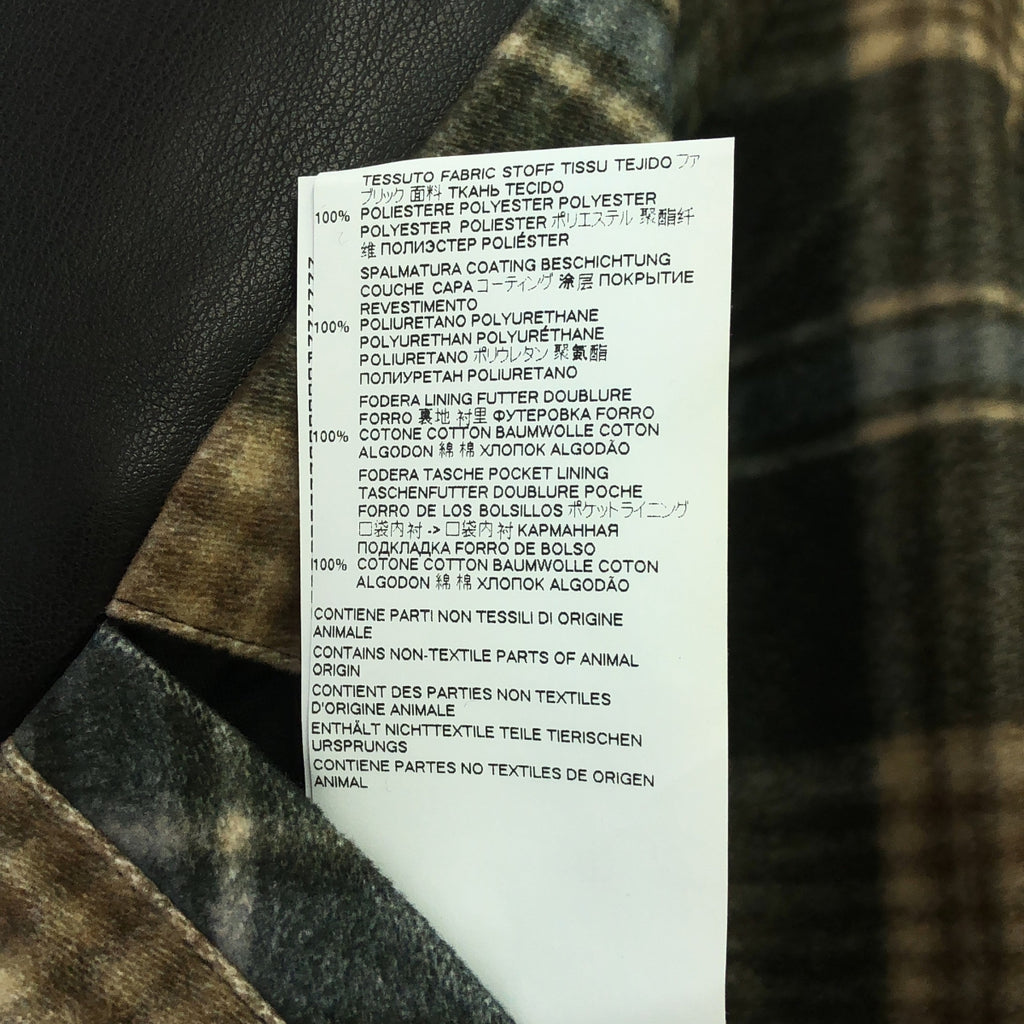 TESSUTO FABRIC STOFF TISSU TEJIDO ファ
ブリック 面料 ТКАНЬ TECIDO
100% POLIESTERE POLYESTER POLYESTER
POLYESTER POLIESTER ポリエステル 聚酯纤
维 ПОЛИЭСТЕР POLIÉSTER
SPALMATURA COATING BESCHICHTUNG
COUCHE CAPA コーティング 涂层 ПОКРЫТИЕ
REVESTIMENTO
100% POLIURETANO POLYURETHANE
POLYURETHAN POLYURÉTHANE
POLIURETANO ポリウレタン 聚氨酯
ПОЛИУРЕТАН POLIURETANO
FODERA LINING FUTTER DOUBLURE
FORRO 裏地 衬里 ФУТЕРОВКА FORRO
100% COTONE COTTON BAUMWOLLE COTON
ALGODON 綿 棉 ХЛОПОК ALGODÃO
FODERA TASCHE POCKET LINING
TASCHENFUTTER DOUBLURE POCHE
FORRO DE LOS BOLSILLOS ポケットライニング
口袋内衬 -> 口袋内衬 КАРМАННАЯ
ПОДКЛАДКА FORRO DE BOLSO
100% COTONE COTTON BAUMWOLLE COTON
ALGODON 綿 棉 ХЛОПОК ALGODÃO
CONTIENE PARTI NON TESSILI DI ORIGINE
ANIMALE
CONTAINS NON-TEXTILE PARTS OF ANIMAL
ORIGIN
CONTIENT DES PARTIES NON TEXTILES
D'ORIGINE ANIMALE
ENTHÄLT NICHTTEXTILE TEILE TIERISCHEN
URSPRUNGS
CONTIENE PARTES NO TEXTILES DE ORIGEN
ANIMAL